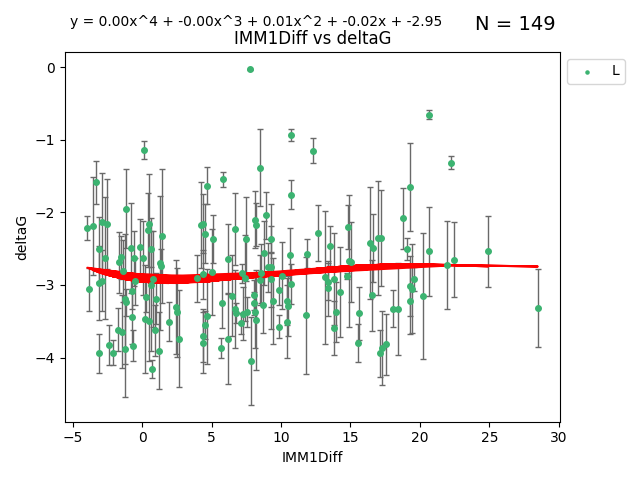 y = 0.00x^4 + -0.00x^3 + 0.01x^2 + -0.02x + -2.95
N = 149
IMM1Diff vs deltaG
L
0
−1
−2
−3
−4
deltaG
−5
0
5
10
15
20
25
30
IMM1Diff